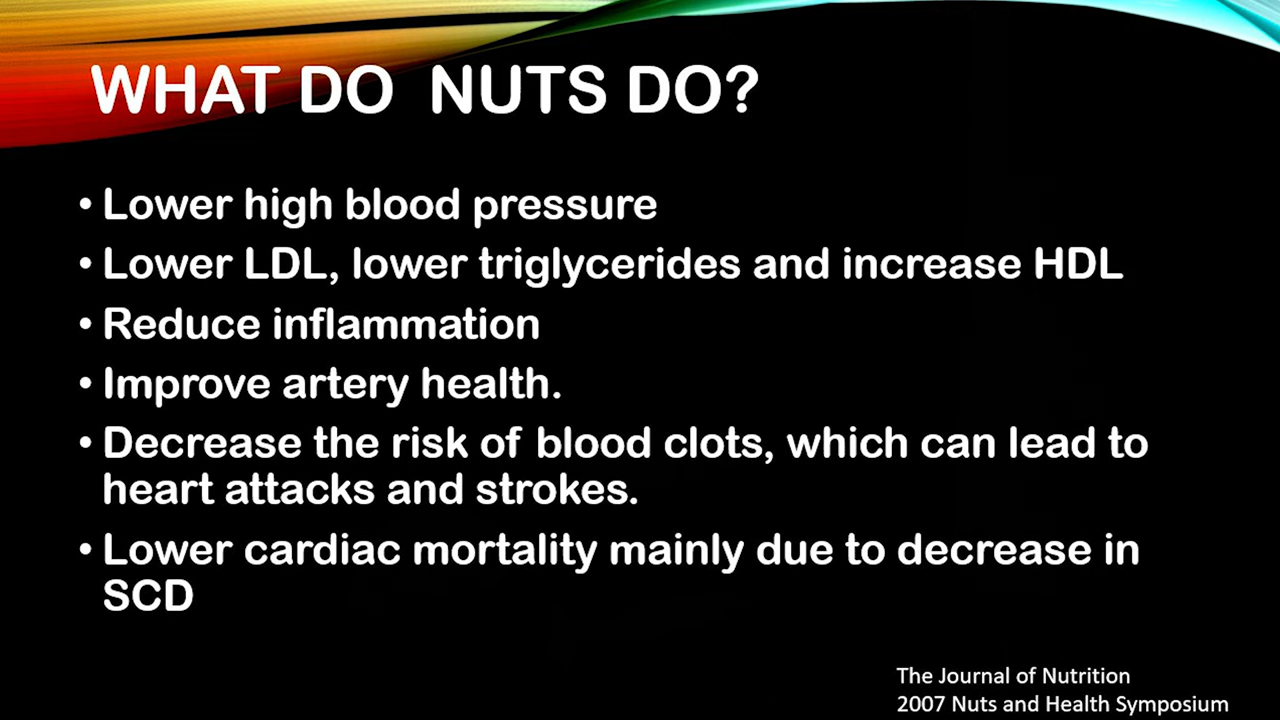 WHAT DO  NUTS DO?
• Lower high blood pressure
• Lower LDL, lower triglycerides and increase HDL
• Reduce inflammation
• Improve artery health.
• Decrease the risk of blood clots, which can lead to
heart attacks and strokes.
• Lower cardiac mortality mainly due to decrease in
SCD
The Journal of Nutrition
2007 Nuts and Health Symposium